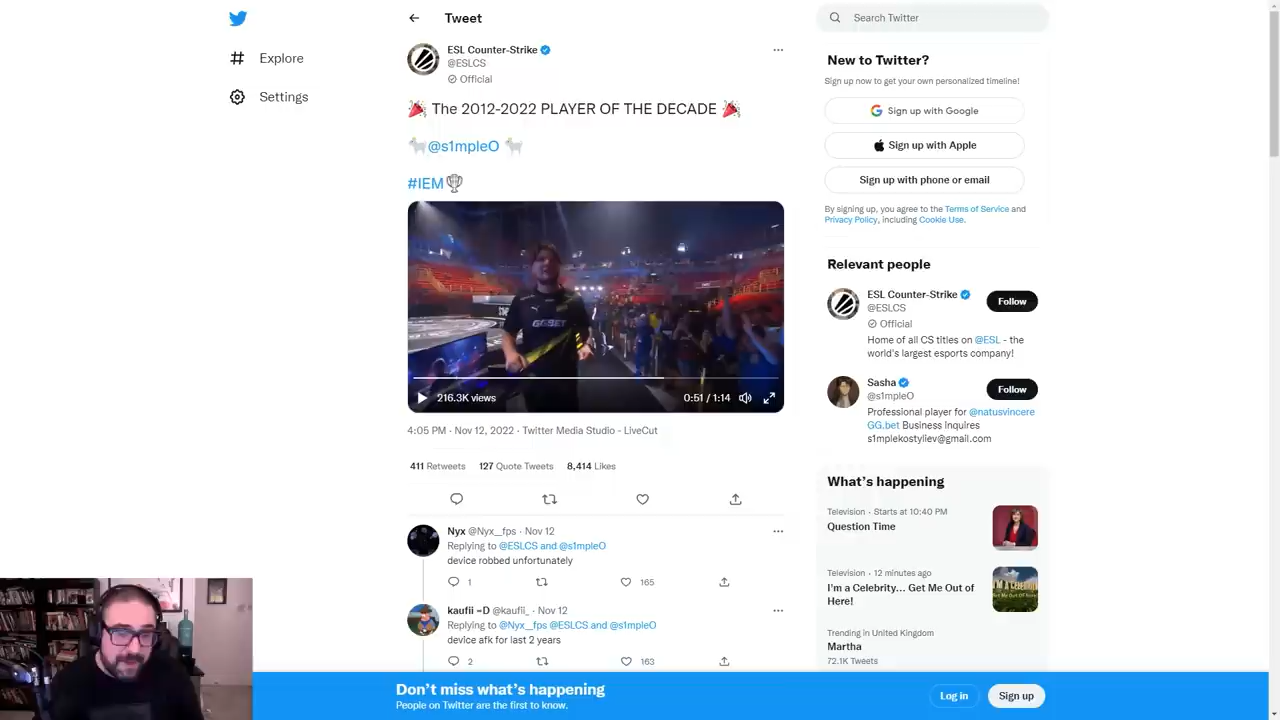 Tweet
Search Twitter
Explore
Settings
ESL Counter-Strike
@ESLCS
Official
🎉 The 2012-2022 PLAYER OF THE DECADE 🎉
🐐@s1mpleO 🐐
#IEM🏆
GG.BET
216.3K views
0:51 / 1:14
4:05 PM · Nov 12, 2022 · Twitter Media Studio - LiveCut
411 Retweets 127 Quote Tweets 8,414 Likes
Nyx @Nyx__fps · Nov 12
Replying to @ESLCS and @s1mpleO
device robbed unfortunately
1 165
kaufii =D @kaufii_ · Nov 12
Replying to @Nyx__fps @ESLCS and @s1mpleO
device afk for last 2 years
2 163
New to Twitter?
Sign up now to get your own personalized timeline!
Sign up with Google
Sign up with Apple
Sign up with phone or email
By signing up, you agree to the Terms of Service and
Privacy Policy, including Cookie Use.
Relevant people
ESL Counter-Strike
@ESLCS
Official
Follow
Home of all CS titles on @ESL - the
world's largest esports company!
Sasha
@s1mpleO
Follow
Professional player for @natusvincere
GG.bet Business Inquires
s1mplekostyliev@gmail.com
What's happening
Television · Starts at 10:40 PM
Question Time
Television · 12 minutes ago
I'm a Celebrity... Get Me Out of
Here!
Trending in United Kingdom
Martha
72.1K Tweets
Don't miss what's happening
People on Twitter are the first to know.
Log in
Sign up